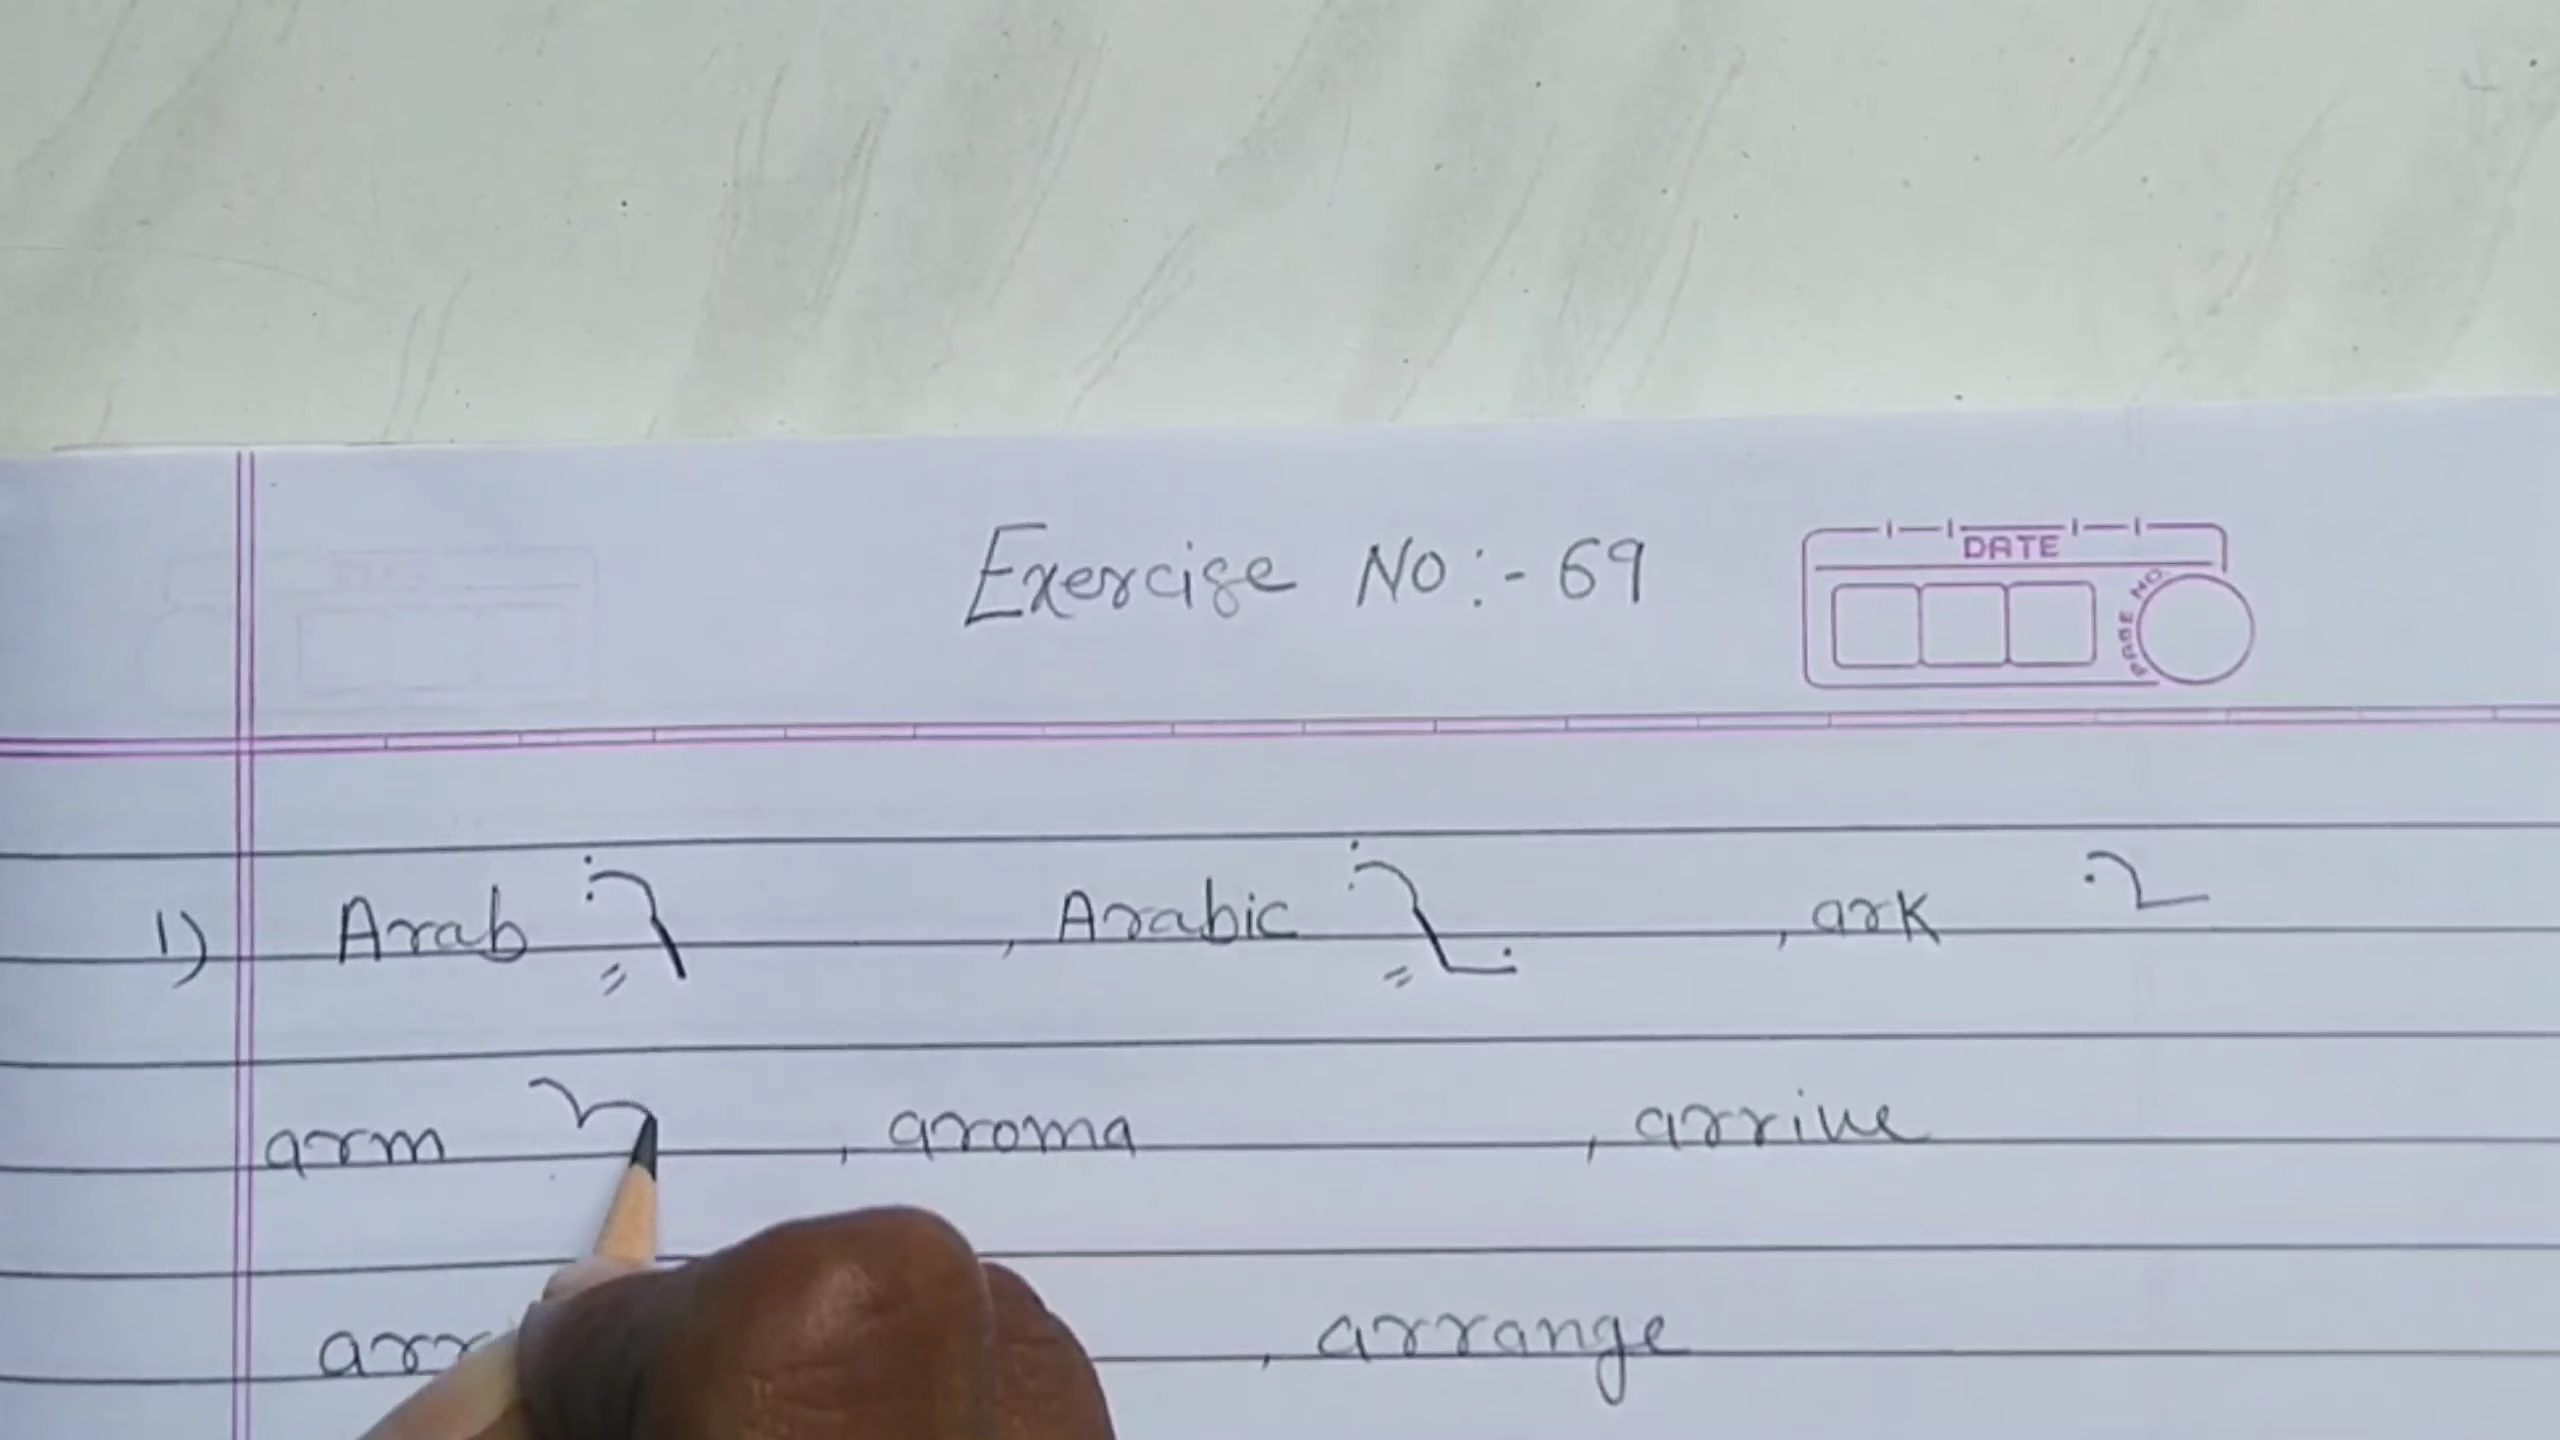 Exercise No:- 69
DATE
PAGE NO.
1) Arab , Arabic , ark
arm , aroma , arrive
, arrange